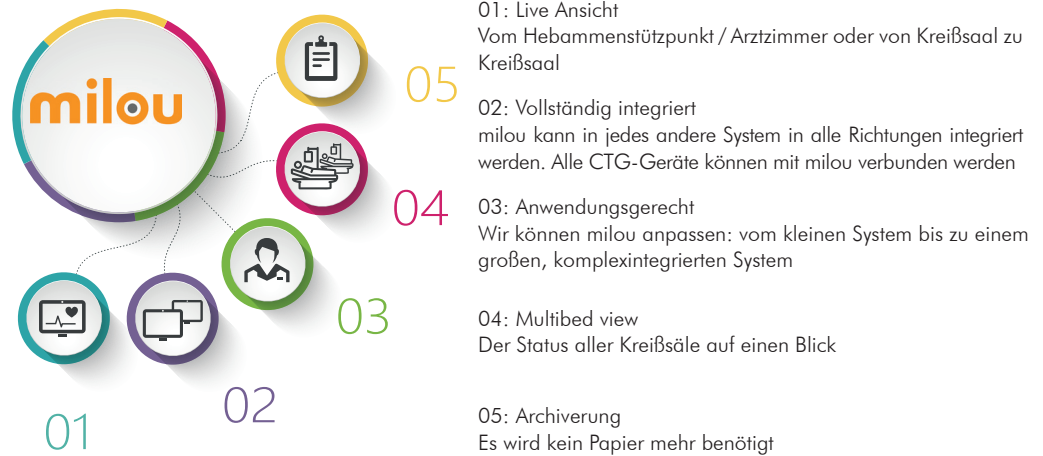 milou
05
04
03
02
01
01: Live Ansicht
Vom Hebammenstützpunkt / Arztzimmer oder von Kreißsaal zu
Kreißsaal
02: Vollständig integriert
milou kann in jedes andere System in alle Richtungen integriert
werden. Alle CTG-Geräte können mit milou verbunden werden
03: Anwendungsgerecht
Wir können milou anpassen: vom kleinen System bis zu einem
großen, komplexintegrierten System
04: Multibed view
Der Status aller Kreißsäle auf einen Blick
05: Archiverung
Es wird kein Papier mehr benötigt